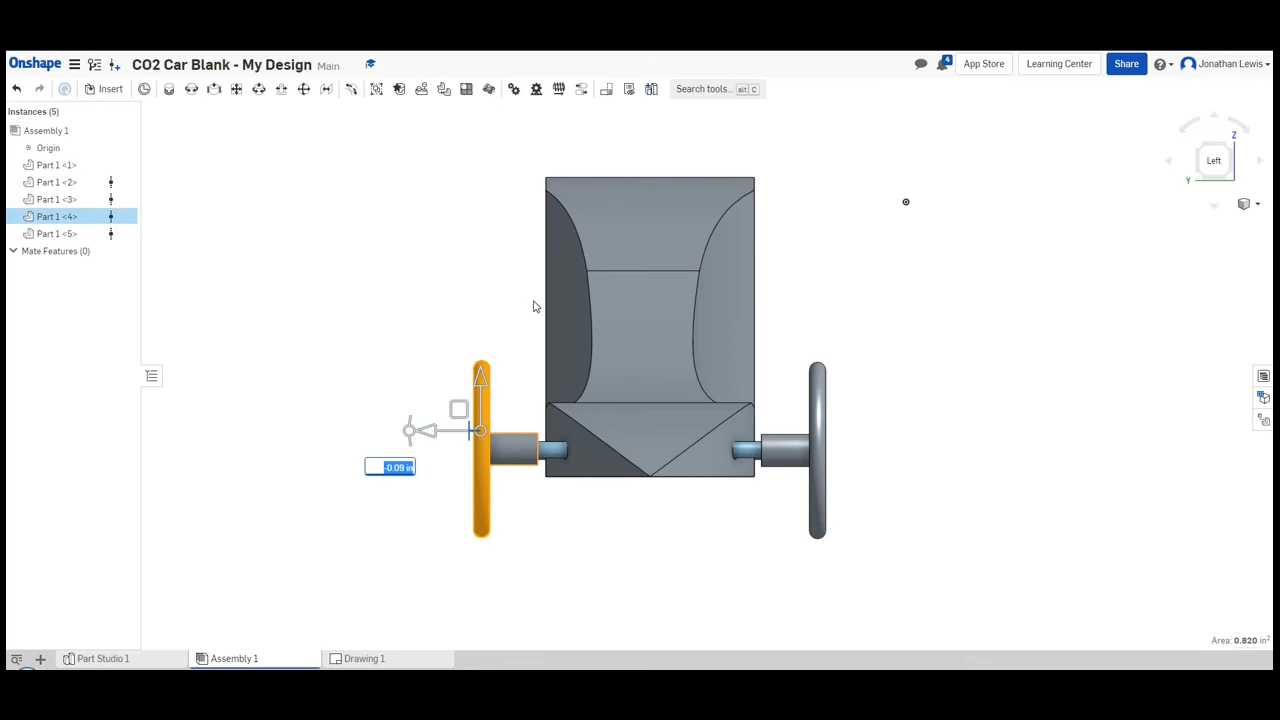 Onshape
CO2 Car Blank - My Design Main
4
App Store
Learning Center
Share
Jonathan Lewis
Insert
Search tools... alt C
Instances (5)
Assembly 1
Origin
Part 1 <1>
Part 1 <2>
Part 1 <3>
Part 1 <4>
Part 1 <5>
Mate Features (0)
Z
Left
Y
-0.09 in
Area: 0.820 in²
Part Studio 1
Assembly 1
Drawing 1